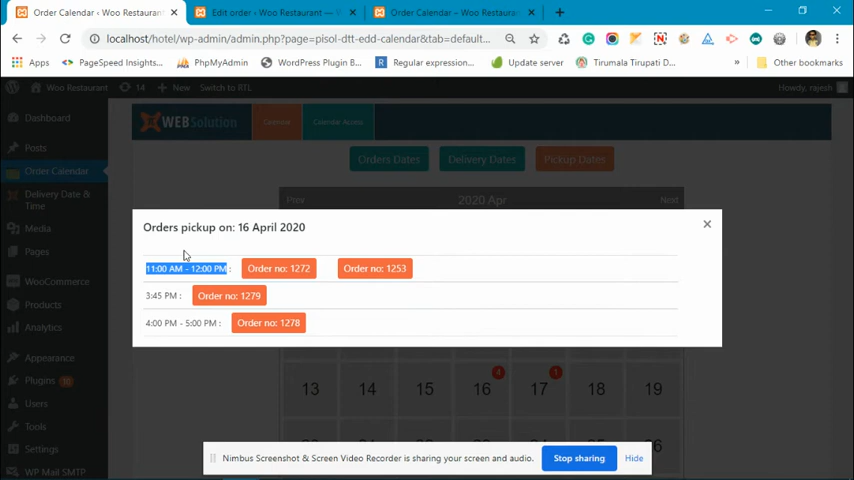 Order Calendar ‹ Woo Restaurant
Edit order ‹ Woo Restaurant — W
Order Calendar – Woo Restaurant
localhost/hotel/wp-admin/admin.php?page=pisol-dtt-edd-calendar&tab=default...
Apps
PageSpeed Insights...
PhpMyAdmin
WordPress Plugin B...
Regular expression...
Update server
Tirumala Tirupati D...
»
Other bookmarks
Woo Restaurant
14
New
Switch to RTL
Howdy, rajesh
Dashboard
Posts
Order Calendar
Delivery Date & Time
Media
Pages
WooCommerce
Products
Analytics
Appearance
Plugins 10
Users
Tools
Settings
WP Mail SMTP
WEBSolution
Calendar
Calendar Access
Orders Dates
Delivery Dates
Pickup Dates
Prev
2020 Apr
Next
Orders pickup on: 16 April 2020
×
11:00 AM - 12:00 PM :
Order no: 1272
Order no: 1253
3:45 PM :
Order no: 1279
4:00 PM - 5:00 PM :
Order no: 1278
13
14
15
16
4
17
1
18
19
Nimbus Screenshot & Screen Video Recorder is sharing your screen and audio.
Stop sharing
Hide